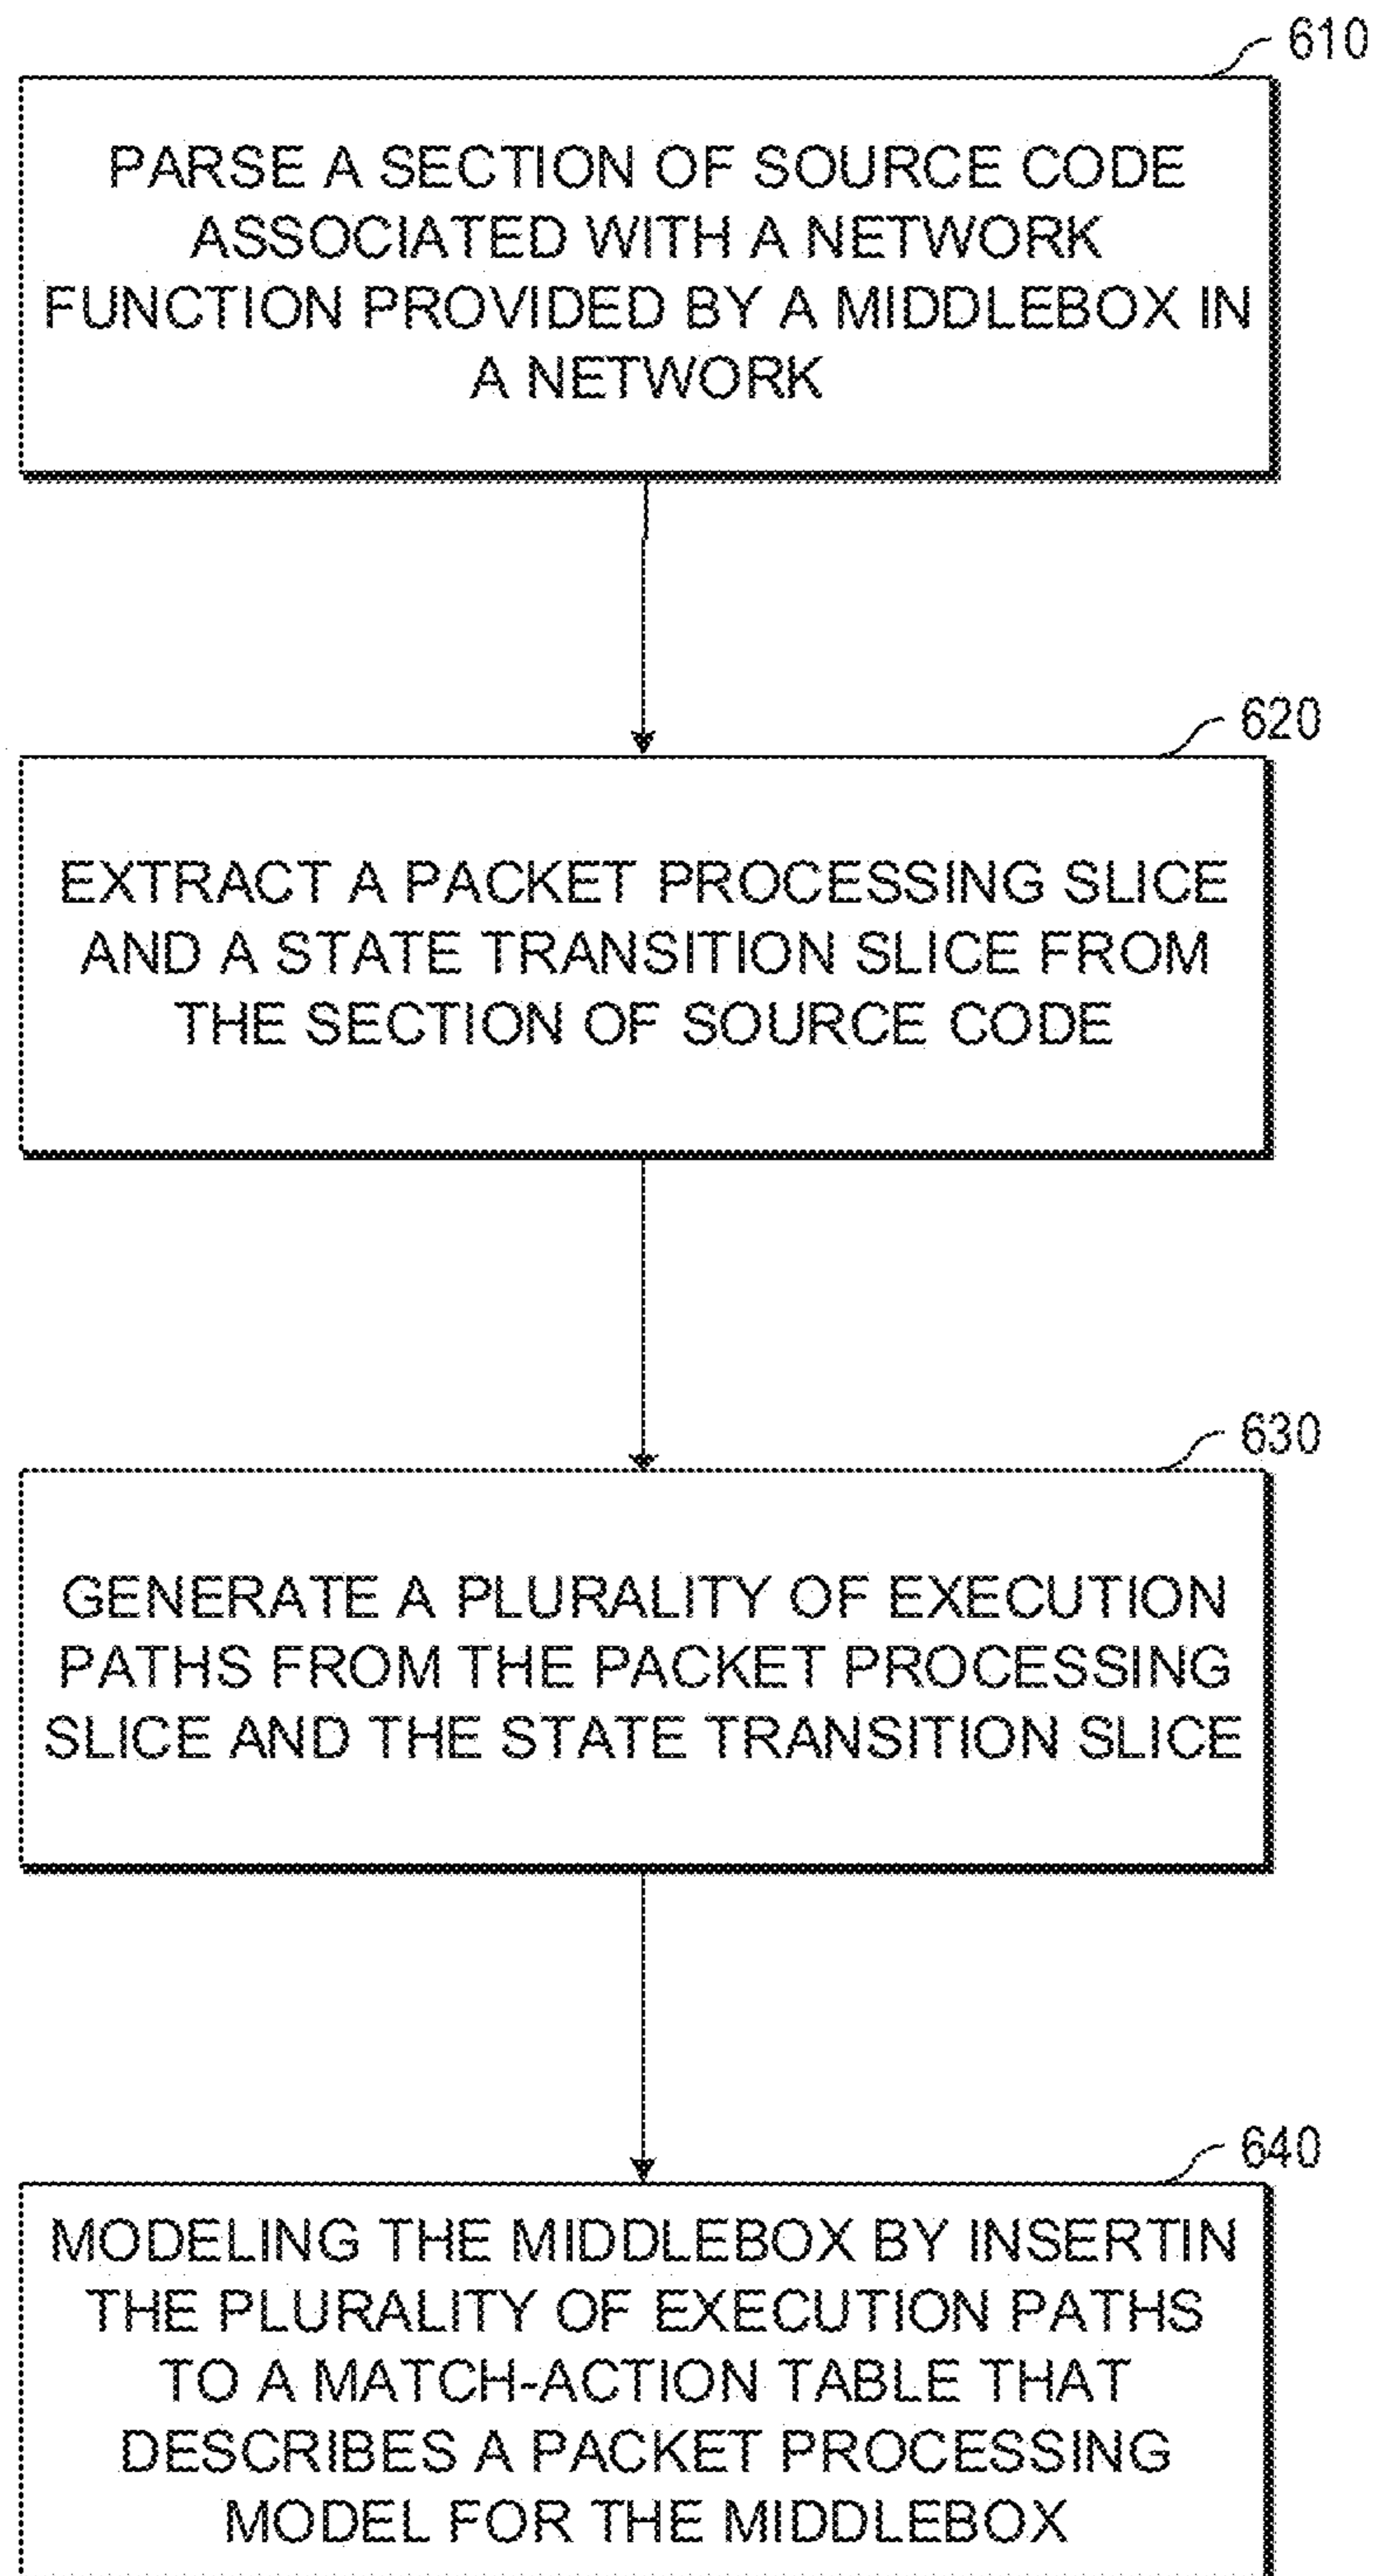 610
PARSE A SECTION OF SOURCE CODE
ASSOCIATED WITH A NETWORK
FUNCTION PROVIDED BY A MIDDLEBOX IN
A NETWORK
620
EXTRACT A PACKET PROCESSING SLICE
AND A STATE TRANSITION SLICE FROM
THE SECTION OF SOURCE CODE
630
GENERATE A PLURALITY OF EXECUTION
PATHS FROM THE PACKET PROCESSING
SLICE AND THE STATE TRANSITION SLICE
640
MODELING THE MIDDLEBOX BY INSERTIN
THE PLURALITY OF EXECUTION PATHS
TO A MATCH-ACTION TABLE THAT
DESCRIBES A PACKET PROCESSING
MODEL FOR THE MIDDLEBOX